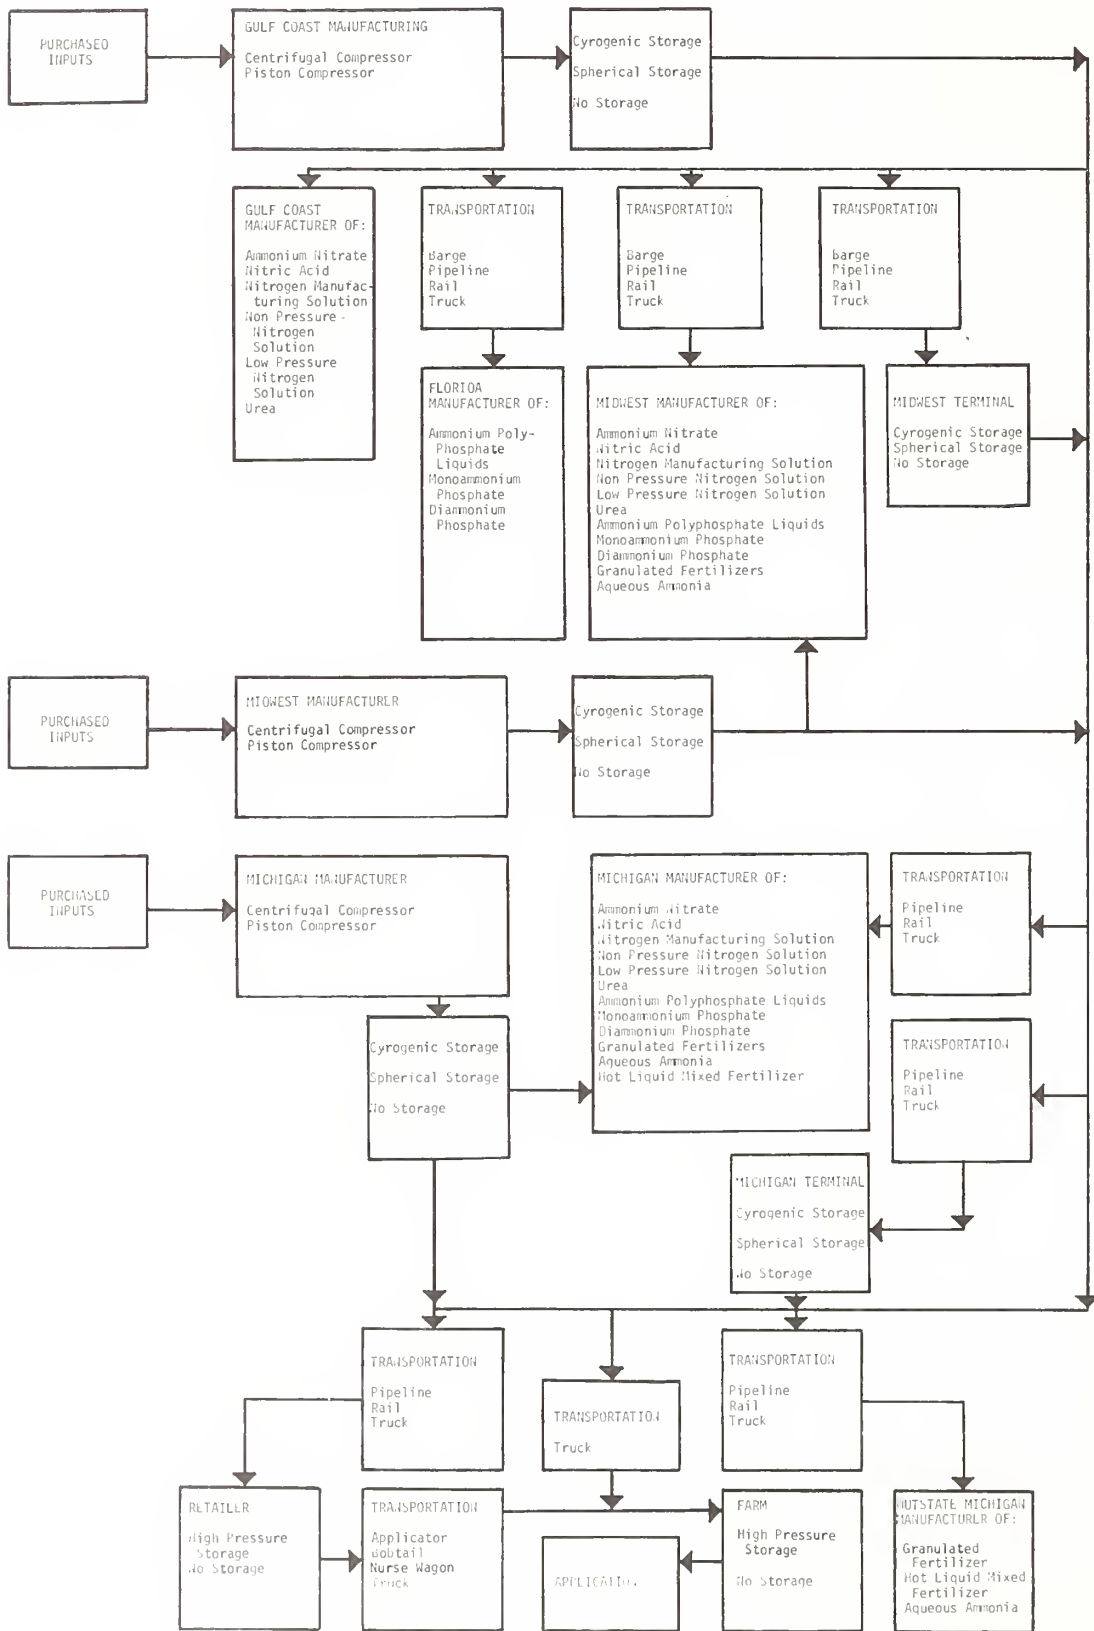 PURCHASED
INPUTS
GULF COAST MANUFACTURING
Centrifugal Compressor
Piston Compressor
Cyrogenic Storage
Spherical Storage
No Storage
GULF COAST
MANUFACTURER OF:
Ammonium Nitrate
Nitric Acid
Nitrogen Manufac-
turing Solution
Non Pressure -
Nitrogen
Solution
Low Pressure
Nitrogen
Solution
Urea
TRANSPORTATION
Barge
Pipeline
Rail
Truck
TRANSPORTATION
Barge
Pipeline
Rail
Truck
TRANSPORTATION
Barge
Pipeline
Rail
Truck
FLORIDA
MANUFACTURER OF:
Ammonium Poly-
Phosphate
Liquids
Monoammonium
Phosphate
Diammonium
Phosphate
MIDWEST MANUFACTURER OF:
Ammonium Nitrate
Nitric Acid
Nitrogen Manufacturing Solution
Non Pressure Nitrogen Solution
Low Pressure Nitrogen Solution
Urea
Ammonium Polyphosphate Liquids
Monoammonium Phosphate
Diammonium Phosphate
Granulated Fertilizers
Aqueous Ammonia
MIDWEST TERMINAL
Cyrogenic Storage
Spherical Storage
No Storage
PURCHASED
INPUTS
MIDWEST MANUFACTURER
Centrifugal Compressor
Piston Compressor
Cyrogenic Storage
Spherical Storage
No Storage
PURCHASED
INPUTS
MICHIGAN MANUFACTURER
Centrifugal Compressor
Piston Compressor
MICHIGAN MANUFACTURER OF:
Ammonium Nitrate
Nitric Acid
Nitrogen Manufacturing Solution
Non Pressure Nitrogen Solution
Low Pressure Nitrogen Solution
Urea
Ammonium Polyphosphate Liquids
Monoammonium Phosphate
Diammonium Phosphate
Granulated Fertilizers
Aqueous Ammonia
Hot Liquid Mixed Fertilizer
TRANSPORTATION
Pipeline
Rail
Truck
Cyrogenic Storage
Spherical Storage
No Storage
TRANSPORTATION
Pipeline
Rail
Truck
MICHIGAN TERMINAL
Cyrogenic Storage
Spherical Storage
No Storage
TRANSPORTATION
Pipeline
Rail
Truck
TRANSPORTATION
Truck
TRANSPORTATION
Pipeline
Rail
Truck
RETAILER
High Pressure
Storage
No Storage
TRANSPORTATION
Applicator
Bobtail
Nurse Wagon
Truck
APPLICATION
FARM
High Pressure
Storage
No Storage
OUTSTATE MICHIGAN
MANUFACTURER OF:
Granulated
Fertilizer
Hot Liquid Mixed
Fertilizer
Aqueous Ammonia